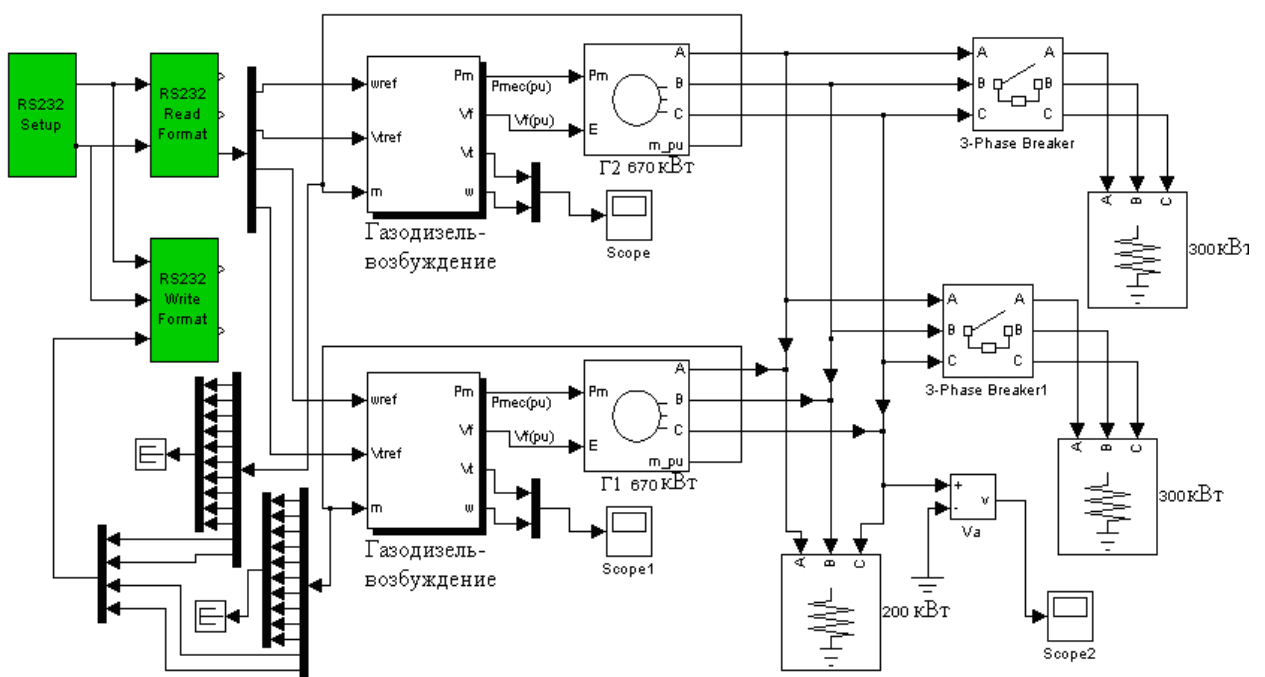 RS232
Setup
RS232
Read
Format
RS232
Write
Format
wref
Vtref
m
Pm
Vf
Vt
w
Pmec(pu)
Vf(pu)
Газодизель-
возбуждение
Pm
E
A
B
C
m_pu
Г2 670 кВт
Scope
A
B
C
A
B
C
3-Phase Breaker
A
B
C
300кВт
A
B
C
A
B
C
3-Phase Breaker1
A
B
C
300кВт
wref
Vtref
m
Pm
Vf
Vt
w
Pmec(pu)
Vf(pu)
Газодизель-
возбуждение
Pm
E
A
B
C
m_pu
Г1 670 кВт
Scope1
A
B
C
200 кВт
+
-
v
Va
Scope2